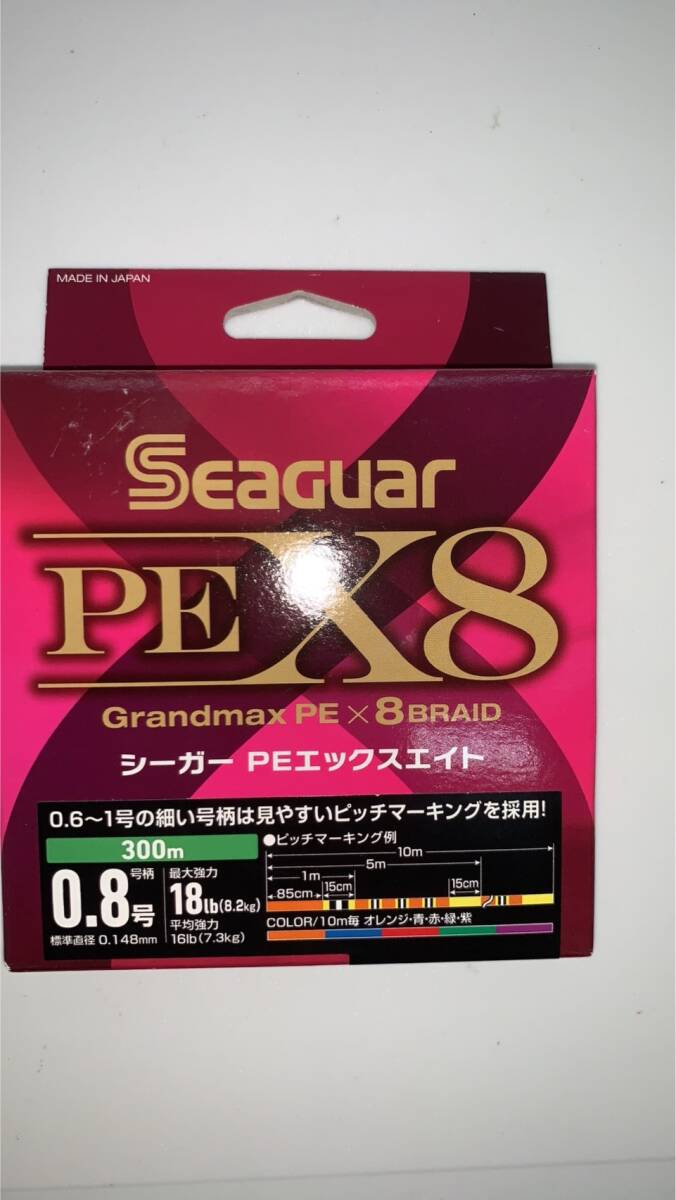 MADE IN JAPAN
Seaguar
PE X8
Grandmax PE×8BRAID
シーガー PEエックスエイト
0.6〜1号の細い号柄は見やすいピッチマーキングを採用!
300m
●ピッチマーキング例
10m
5m
1m
85cm
15cm
15cm
号柄
0.8号
標準直径 0.148mm
最大強力
18lb(8.2kg)
平均強力
16lb(7.3kg)
COLOR/10m毎 オレンジ・青・赤・緑・紫